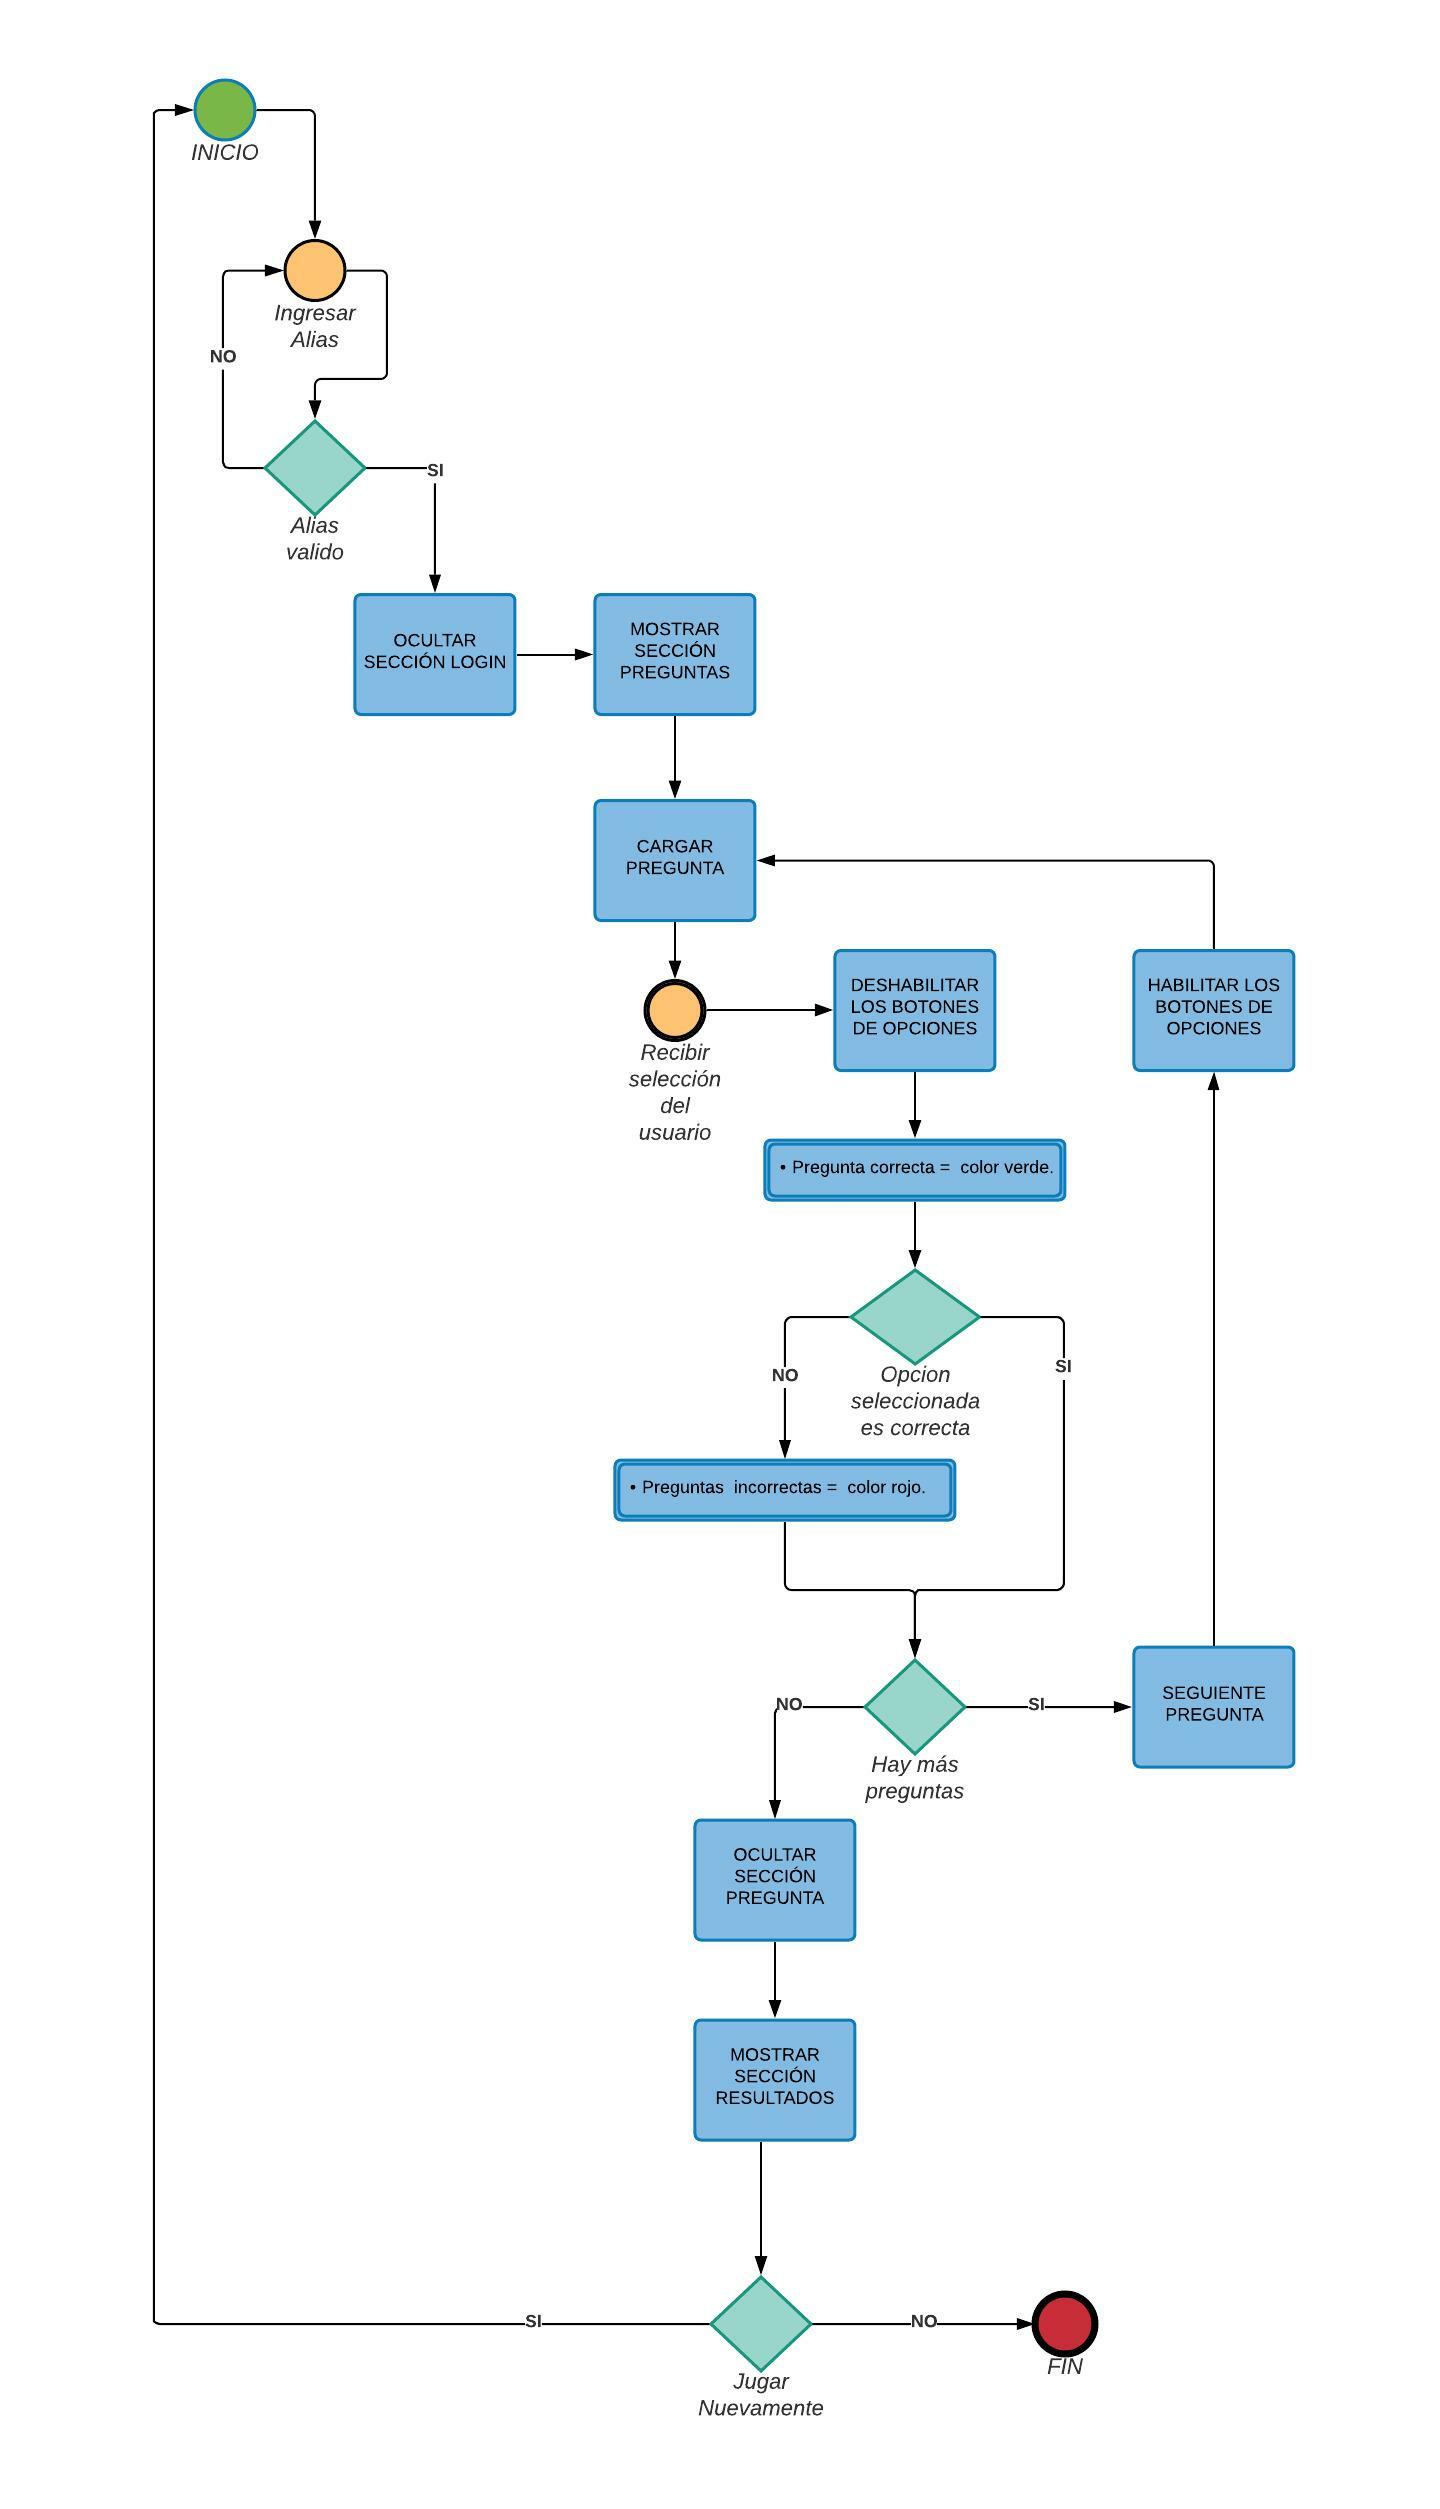 INICIO
Ingresar
Alias
NO
SI
Alias
valido
OCULTAR
SECCIÓN LOGIN
MOSTRAR
SECCIÓN
PREGUNTAS
CARGAR
PREGUNTA
Recibir
selección
del
usuario
DESHABILITAR
LOS BOTONES
DE OPCIONES
HABILITAR LOS
BOTONES DE
OPCIONES
• Pregunta correcta =  color verde.
NO
SI
Opcion
seleccionada
es correcta
• Preguntas  incorrectas =  color rojo.
NO
SI
Hay más
preguntas
SEGUIENTE
PREGUNTA
OCULTAR
SECCIÓN
PREGUNTA
MOSTRAR
SECCIÓN
RESULTADOS
SI
NO
Jugar
Nuevamente
FIN